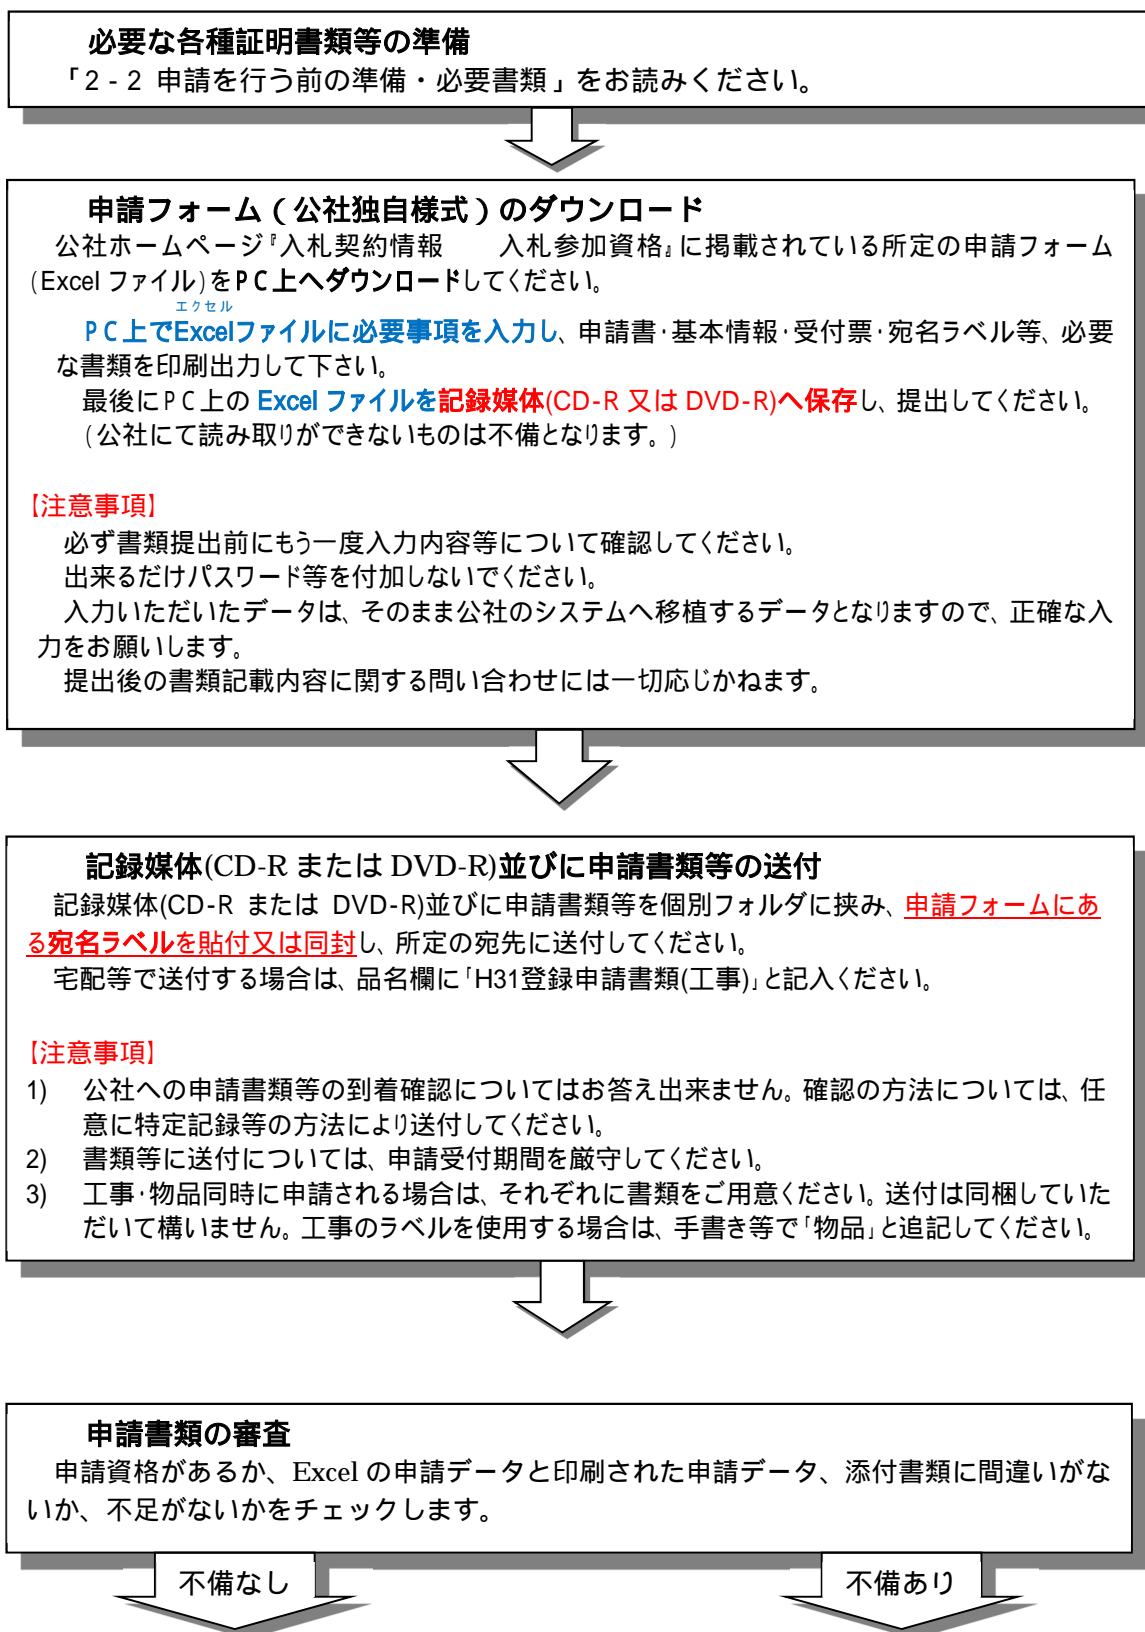 必要な各種証明書類等の準備
「2-2 申請を行う前の準備・必要書類」をお読みください。
申請フォーム（公社独自様式）のダウンロード
公社ホームページ『入札契約情報　入札参加資格』に掲載されている所定の申請フォーム
(Excel ファイル)をPC上へダウンロードしてください。
エクセル
PC上でExcelファイルに必要事項を入力し、申請書・基本情報・受付票・宛名ラベル等、必要
な書類を印刷出力して下さい。
最後にPC上の Excel ファイルを記録媒体(CD-R 又は DVD-R)へ保存し、提出してください。
(公社にて読み取りができないものは不備となります。)
【注意事項】
必ず書類提出前にもう一度入力内容等について確認してください。
出来るだけパスワード等を付加しないでください。
入力いただいたデータは、そのまま公社のシステムへ移植するデータとなりますので、正確な入
力をお願いします。
提出後の書類記載内容に関する問い合わせには一切応じかねます。
記録媒体(CD-R または DVD-R)並びに申請書類等の送付
記録媒体(CD-R または DVD-R)並びに申請書類等を個別フォルダに挟み、申請フォームにあ
る宛名ラベルを貼付又は同封し、所定の宛先に送付してください。
宅配等で送付する場合は、品名欄に「H31登録申請書類(工事)」と記入ください。
【注意事項】
1) 公社への申請書類等の到着確認についてはお答え出来ません。確認の方法については、任
意に特定記録等の方法により送付してください。
2) 書類等に送付については、申請受付期間を厳守してください。
3) 工事・物品同時に申請される場合は、それぞれに書類をご用意ください。送付は同梱していた
だいて構いません。工事のラベルを使用する場合は、手書き等で「物品」と追記してください。
申請書類の審査
申請資格があるか、Excel の申請データと印刷された申請データ、添付書類に間違いがな
いか、不足がないかをチェックします。
不備なし
不備あり